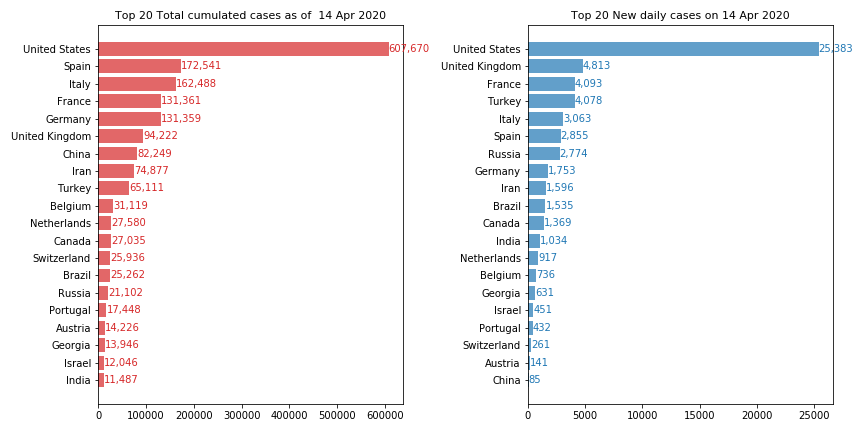 Top 20 Total cumulated cases as of  14 Apr 2020
United States 607,670
Spain 172,541
Italy 162,488
France 131,361
Germany 131,359
United Kingdom 94,222
China 82,249
Iran 74,877
Turkey 65,111
Belgium 31,119
Netherlands 27,580
Canada 27,035
Switzerland 25,936
Brazil 25,262
Russia 21,102
Portugal 17,448
Austria 14,226
Georgia 13,946
Israel 12,046
India 11,487
0 100000 200000 300000 400000 500000 600000
Top 20 New daily cases on 14 Apr 2020
United States 25,383
United Kingdom 4,813
France 4,093
Turkey 4,078
Italy 3,063
Spain 2,855
Russia 2,774
Germany 1,753
Iran 1,596
Brazil 1,535
Canada 1,369
India 1,034
Netherlands 917
Belgium 736
Georgia 631
Israel 451
Portugal 432
Switzerland 261
Austria 141
China 85
0 5000 10000 15000 20000 25000